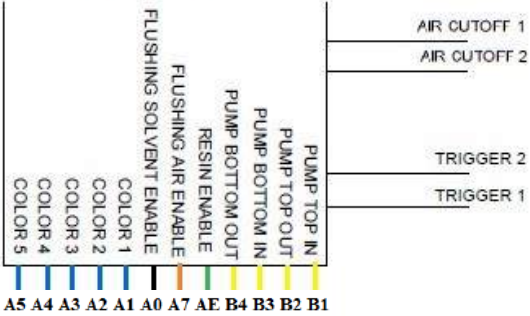 AIR CUTOFF 1
AIR CUTOFF 2
TRIGGER 2
TRIGGER 1
COLOR 5
COLOR 4
COLOR 3
COLOR 2
COLOR 1
FLUSHING SOLVENT ENABLE
FLUSHING AIR ENABLE
RESIN ENABLE
PUMP BOTTOM OUT
PUMP BOTTOM IN
PUMP TOP OUT
PUMP TOP IN
A5 A4 A3 A2 A1 A0 A7 AE B4 B3 B2 B1